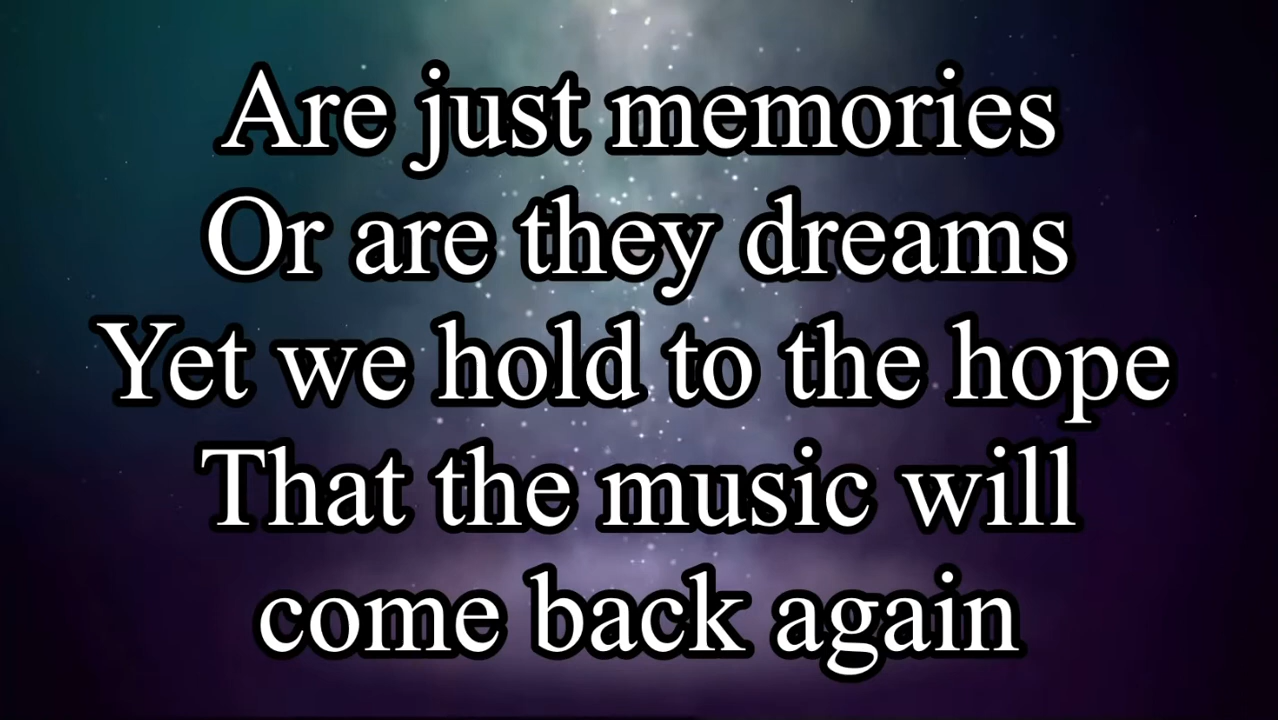 Are just memories
Or are they dreams
Yet we hold to the hope
That the music will
come back again